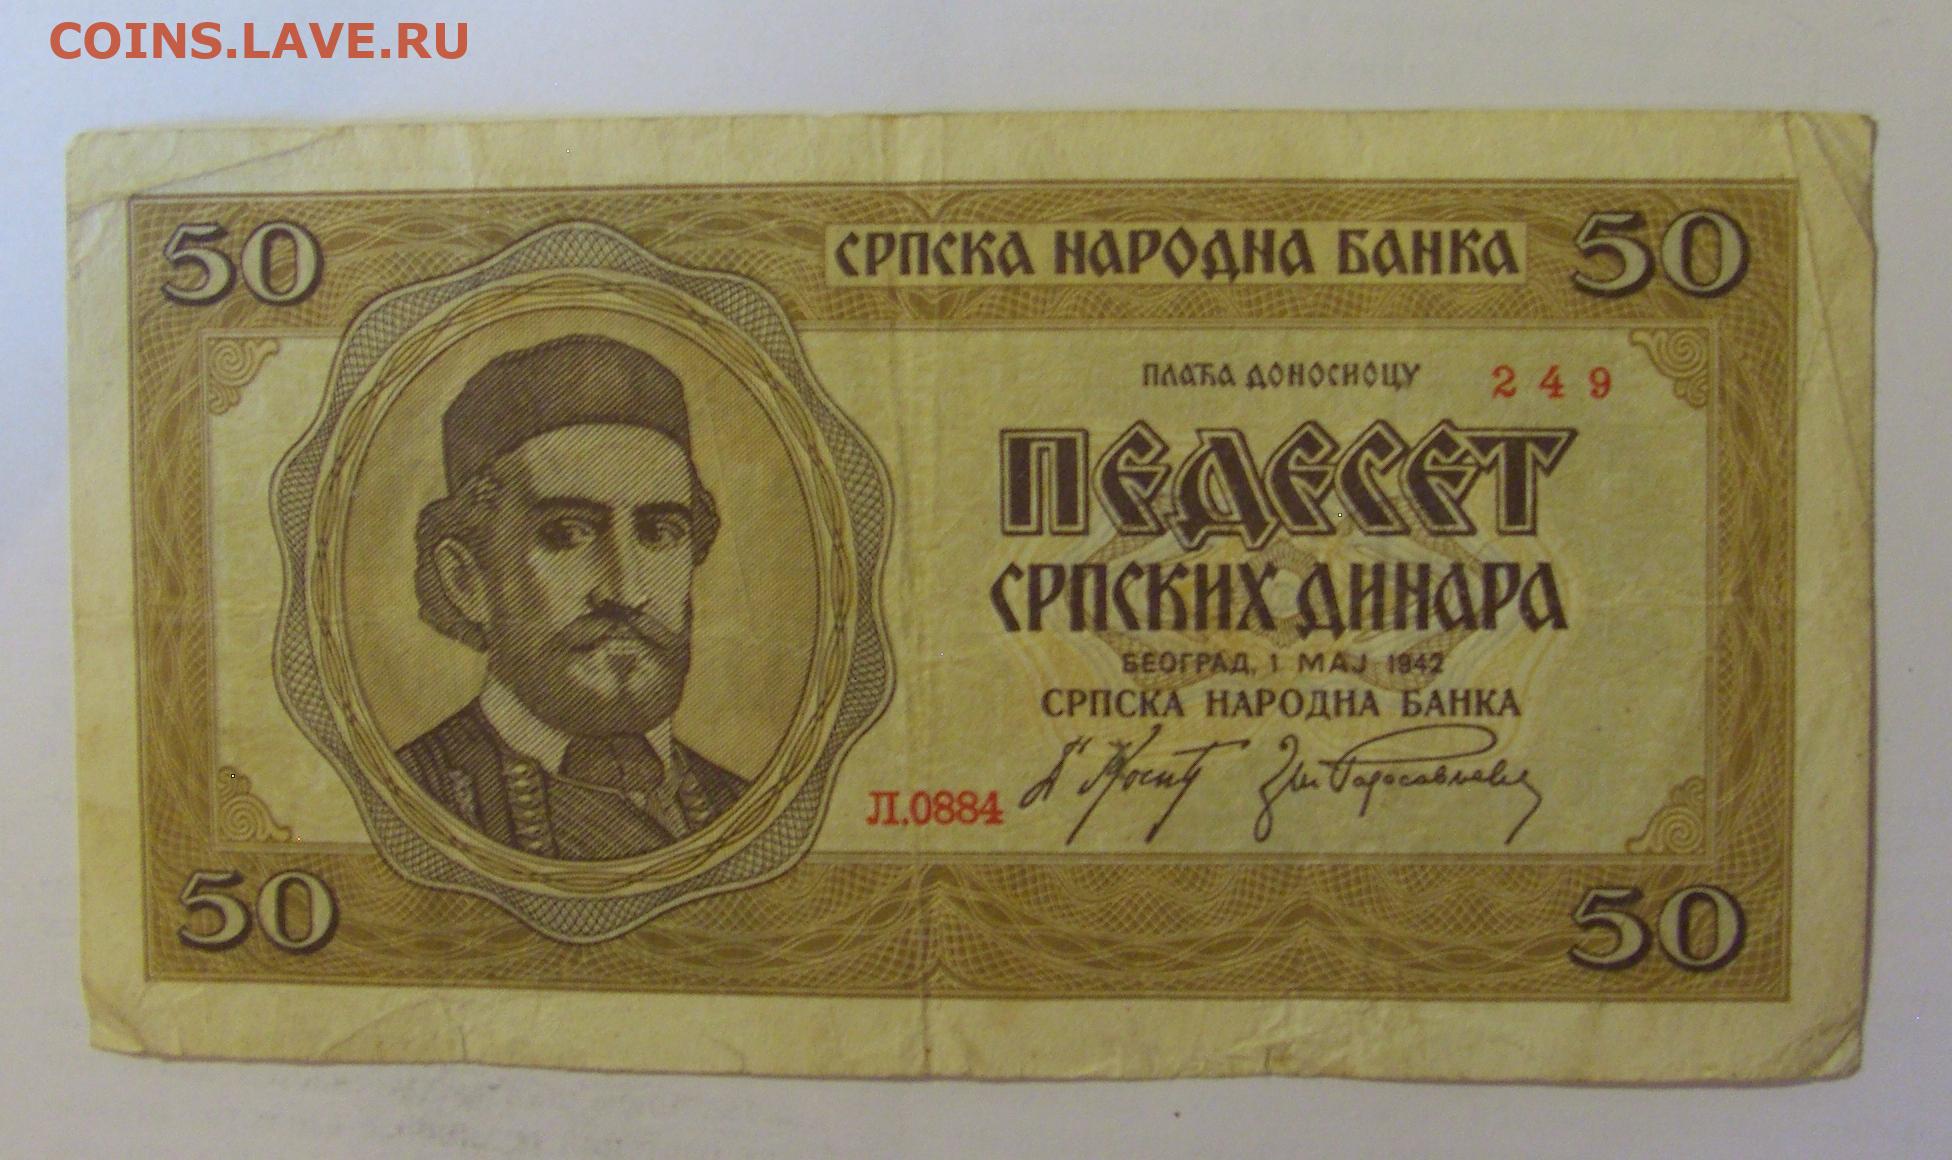 COINS.LAVE.RU
50 СРПСКА НАРОДНА БАНКА 50
ПЛАЋА ДОНОСИОЦУ 249
ПЕДЕСЕТ
СРПСКИХ ДИНАРА
БЕОГРАД, 1 МАЈ 1942
СРПСКА НАРОДНА БАНКА
Л.0884
50 50